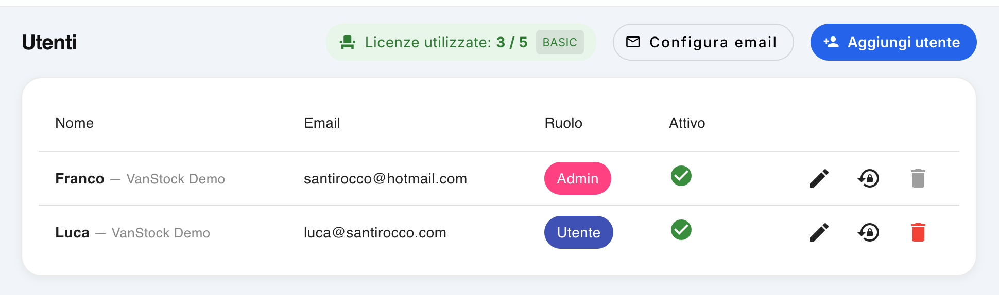 Utenti
Licenze utilizzate: 3 / 5 BASIC
Configura email
Aggiungi utente
Nome Email Ruolo Attivo
Franco — VanStock Demo santirocco@hotmail.com Admin
Luca — VanStock Demo luca@santirocco.com Utente